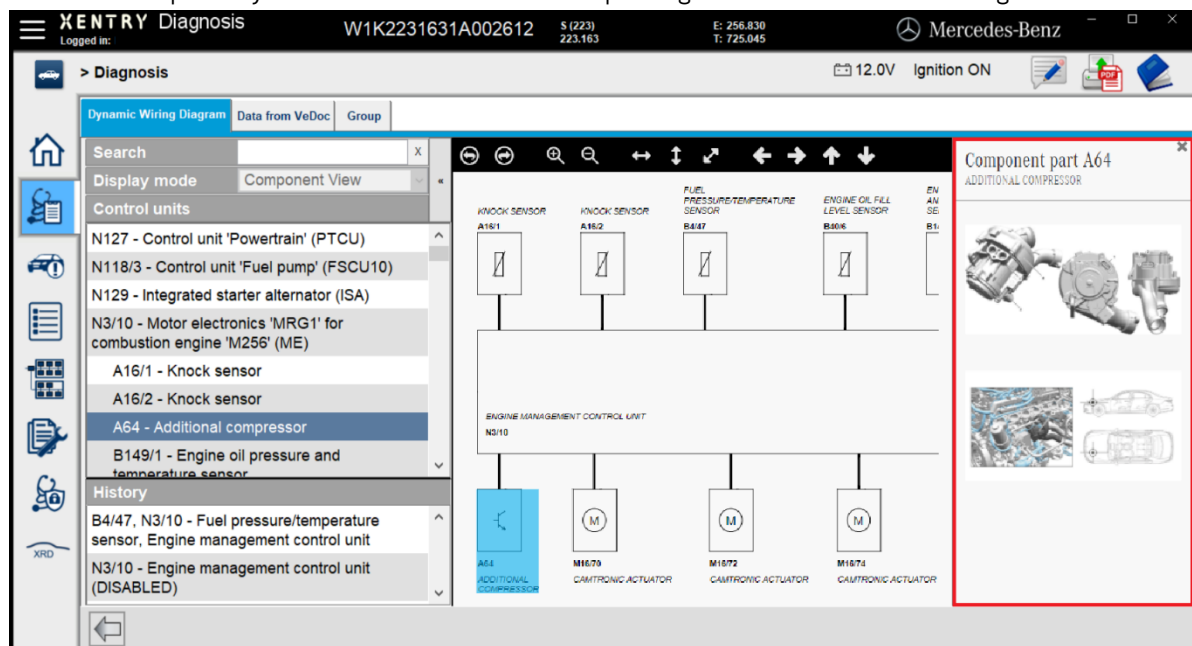 XENTRY Diagnosis
Logged in:
W1K2231631A002612
S (223)
223.163
E: 256.830
T: 725.045
Mercedes-Benz
> Diagnosis
12.0V
Ignition ON
PDF
Dynamic Wiring Diagram
Data from VeDoc
Group
Search
X
Display mode
Component View
«
Control units
N127 - Control unit 'Powertrain' (PTCU)
N118/3 - Control unit 'Fuel pump' (FSCU10)
N129 - Integrated starter alternator (ISA)
N3/10 - Motor electronics 'MRG1' for
combustion engine 'M256' (ME)
A16/1 - Knock sensor
A16/2 - Knock sensor
A64 - Additional compressor
B149/1 - Engine oil pressure and
temperature sensor
History
B4/47, N3/10 - Fuel pressure/temperature
sensor, Engine management control unit
N3/10 - Engine management control unit
(DISABLED)
XRD
KNOCK SENSOR
A16/1
KNOCK SENSOR
A16/2
FUEL
PRESSURE/TEMPERATURE
SENSOR
B4/47
ENGINE OIL FILL
LEVEL SENSOR
B40/6
EN
AN
SE
B1/
ENGINE MANAGEMENT CONTROL UNIT
N3/10
A64
ADDITIONAL
COMPRESSOR
M
M16/70
CAMTRONIC ACTUATOR
M
M16/72
CAMTRONIC ACTUATOR
M
M16/74
CAMTRONIC ACTUATOR
Component part A64
ADDITIONAL COMPRESSOR